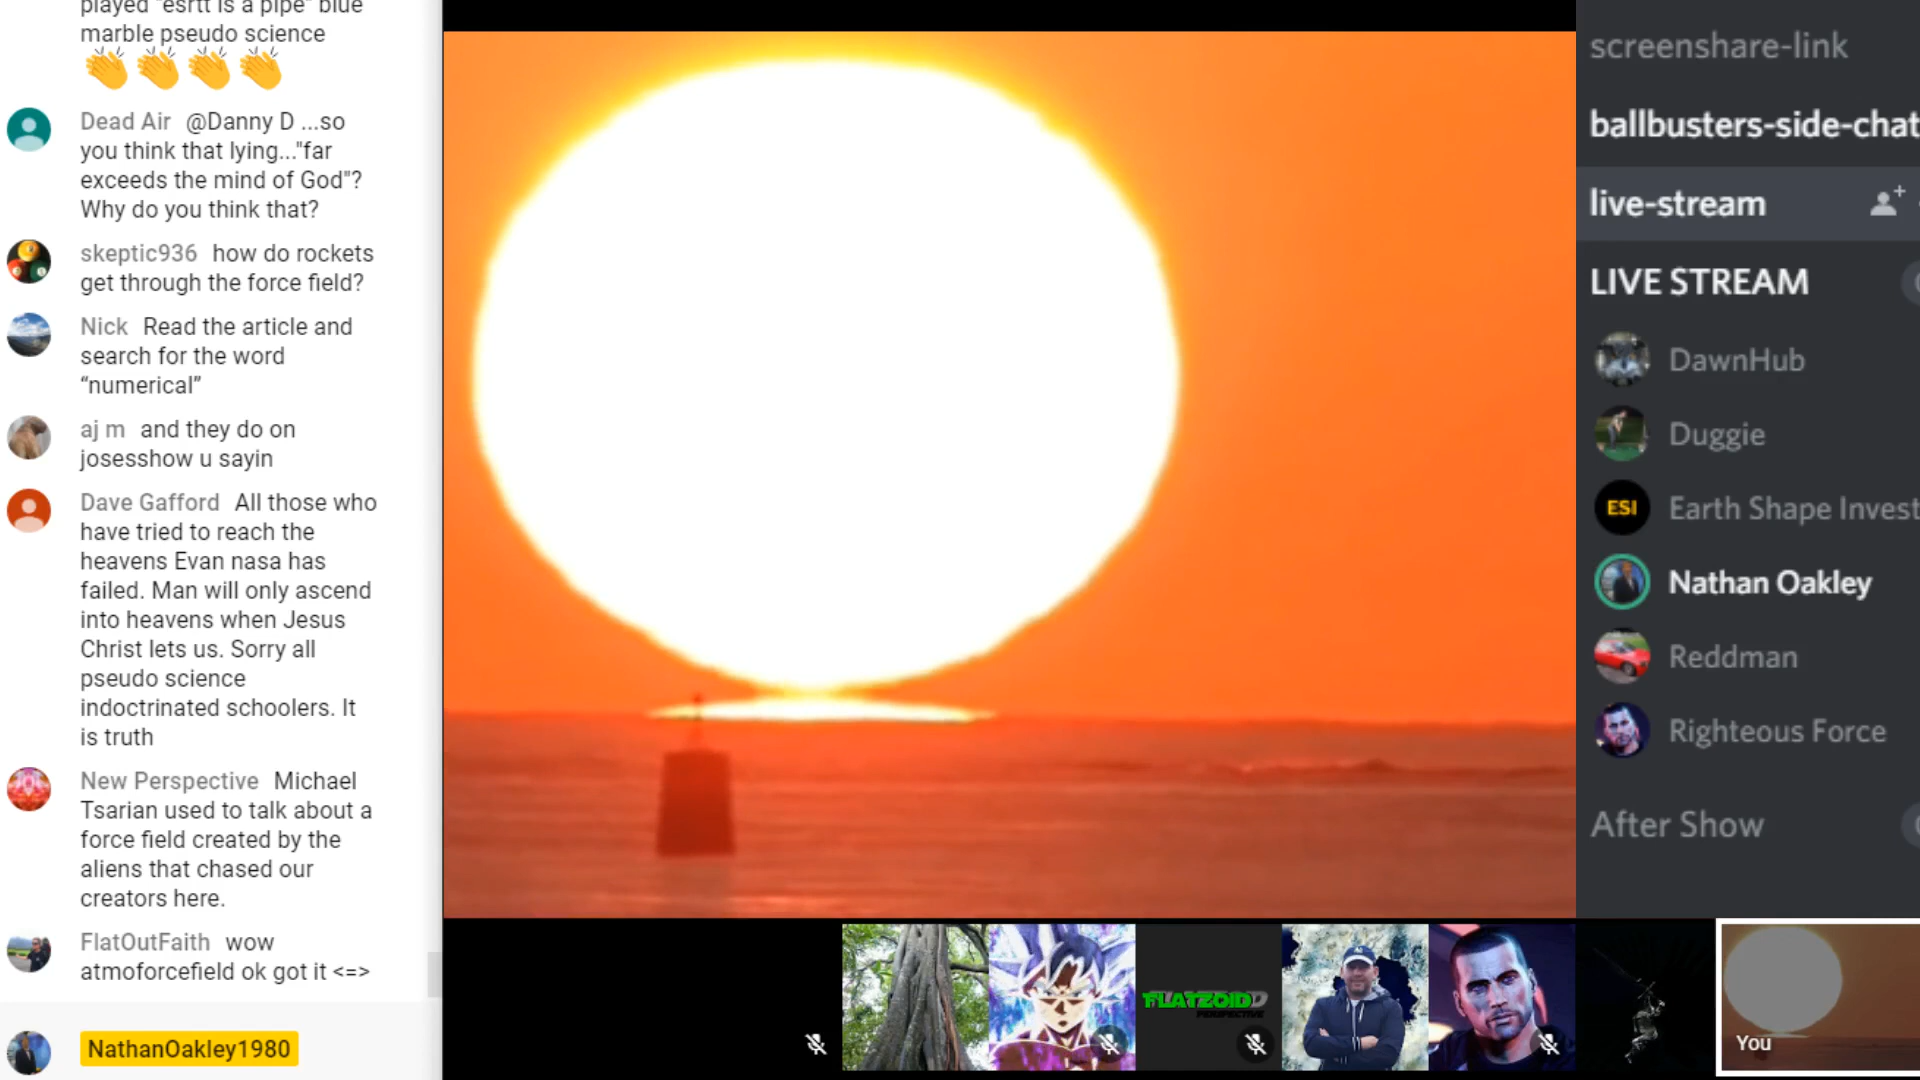 played "esrtt is a pipe" blue
marble pseudo science
Dead Air @Danny D ...so
you think that lying..."far
exceeds the mind of God"?
Why do you think that?
skeptic936 how do rockets
get through the force field?
Nick Read the article and
search for the word
“numerical”
aj m and they do on
josesshow u sayin
Dave Gafford All those who
have tried to reach the
heavens Evan nasa has
failed. Man will only ascend
into heavens when Jesus
Christ lets us. Sorry all
pseudo science
indoctrinated schoolers. It
is truth
New Perspective Michael
Tsarian used to talk about a
force field created by the
aliens that chased our
creators here.
FlatOutFaith wow
atmoforcefield ok got it <=>
NathanOakley1980
screenshare-link
ballbusters-side-chat
live-stream
LIVE STREAM
DawnHub
Duggie
ESI
Earth Shape Invest
Nathan Oakley
Reddman
Righteous Force
After Show
FLATZOIDD
PERSPECTIVE
You